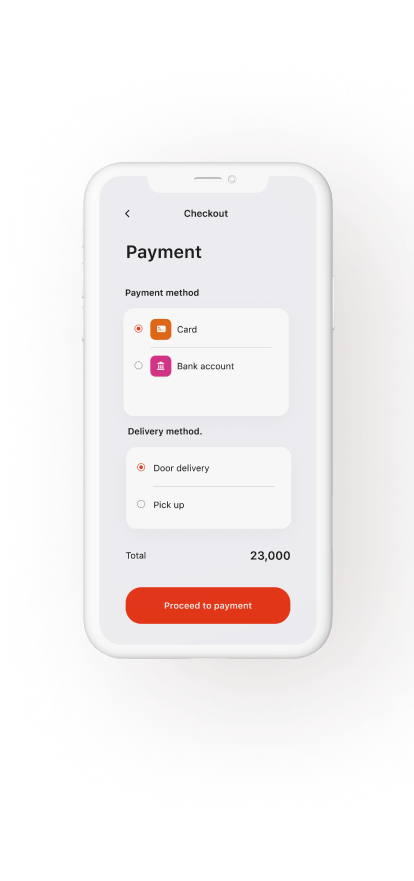 Checkout
Payment
Payment method
Card
Bank account
Delivery method.
Door delivery
Pick up
Total 23,000
Proceed to payment